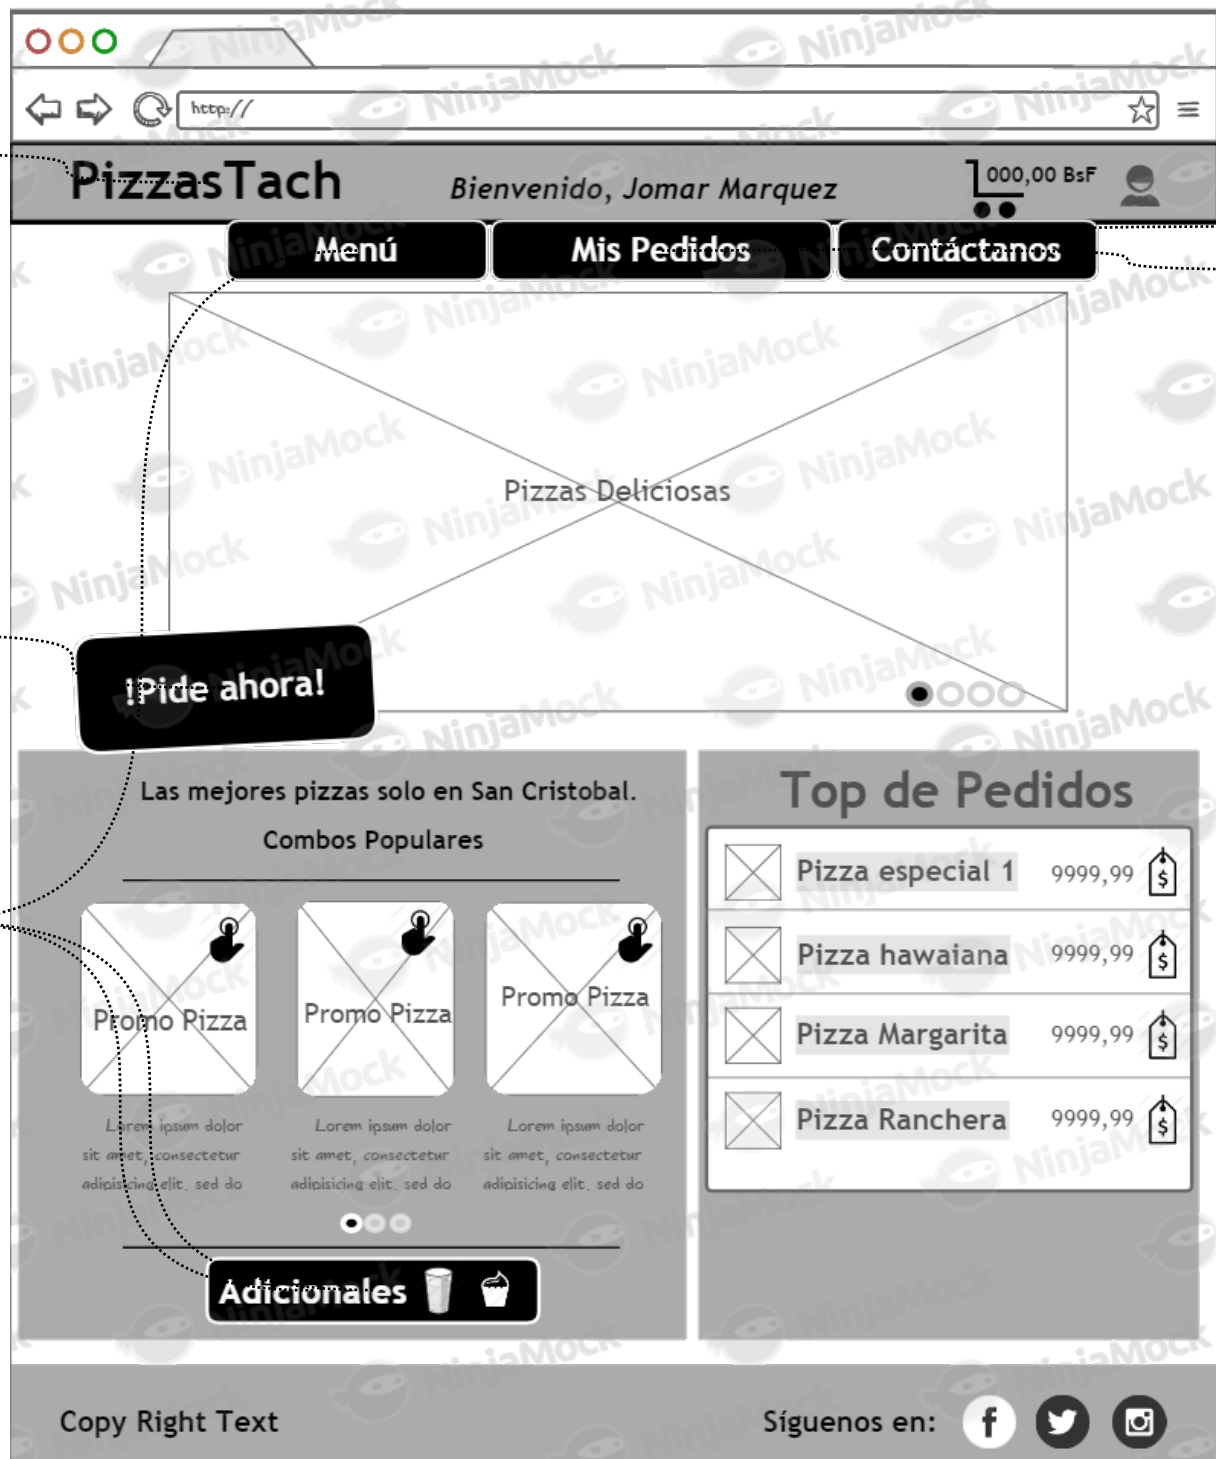 http://
PizzasTach
Bienvenido, Jomar Marquez
000,00 BsF
Menú
Mis Pedidos
Contáctanos
Pizzas Deliciosas
!Pide ahora!
Las mejores pizzas solo en San Cristobal.
Combos Populares
Promo Pizza
Promo Pizza
Promo Pizza
Lorem ipsum dolor
sit amet, consectetur
adipisicing elit, sed do
Lorem ipsum dolor
sit amet, consectetur
adipisicing elit, sed do
Lorem ipsum dolor
sit amet, consectetur
adipisicing elit, sed do
Adicionales
Top de Pedidos
Pizza especial 1
9999,99
$
Pizza hawaiana
9999,99
$
Pizza Margarita
9999,99
$
Pizza Ranchera
9999,99
$
Copy Right Text
Síguenos en:
NinjaMock